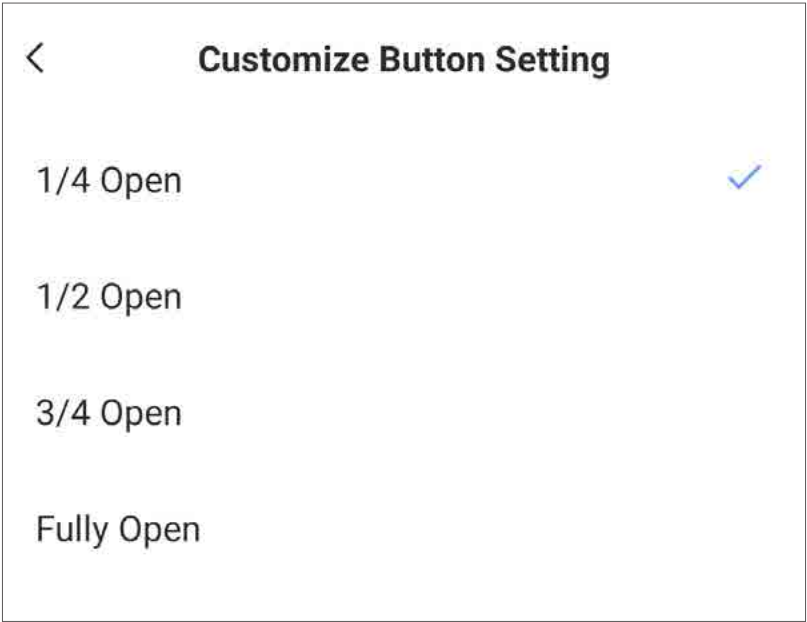 Customize Button Setting
1/4 Open
1/2 Open
3/4 Open
Fully Open